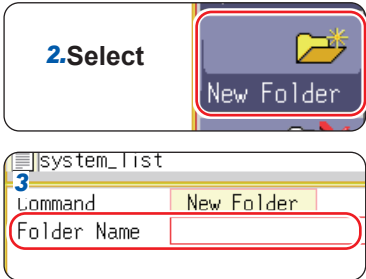 2.Select
New Folder
system_list
3
Command New Folder
Folder Name